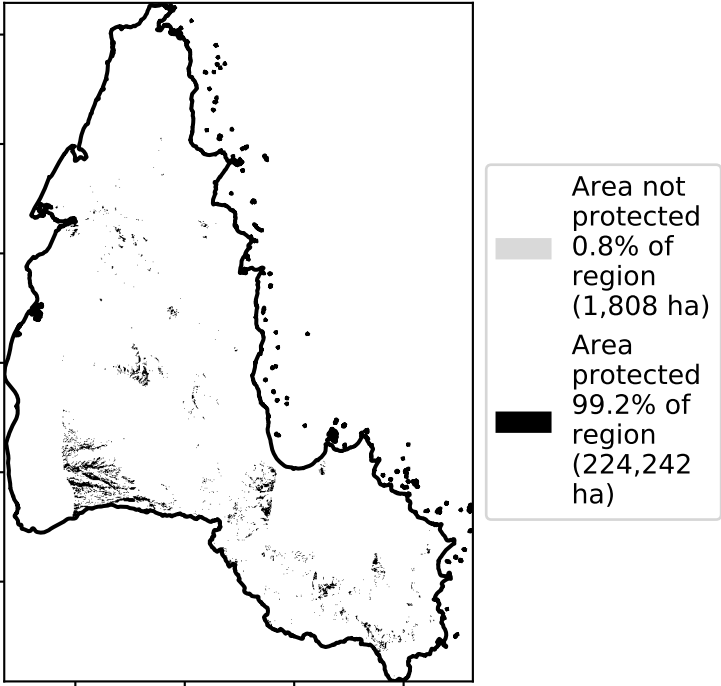 Area not
protected
0.8% of
region
(1,808 ha)
Area
protected
99.2% of
region
(224,242
ha)